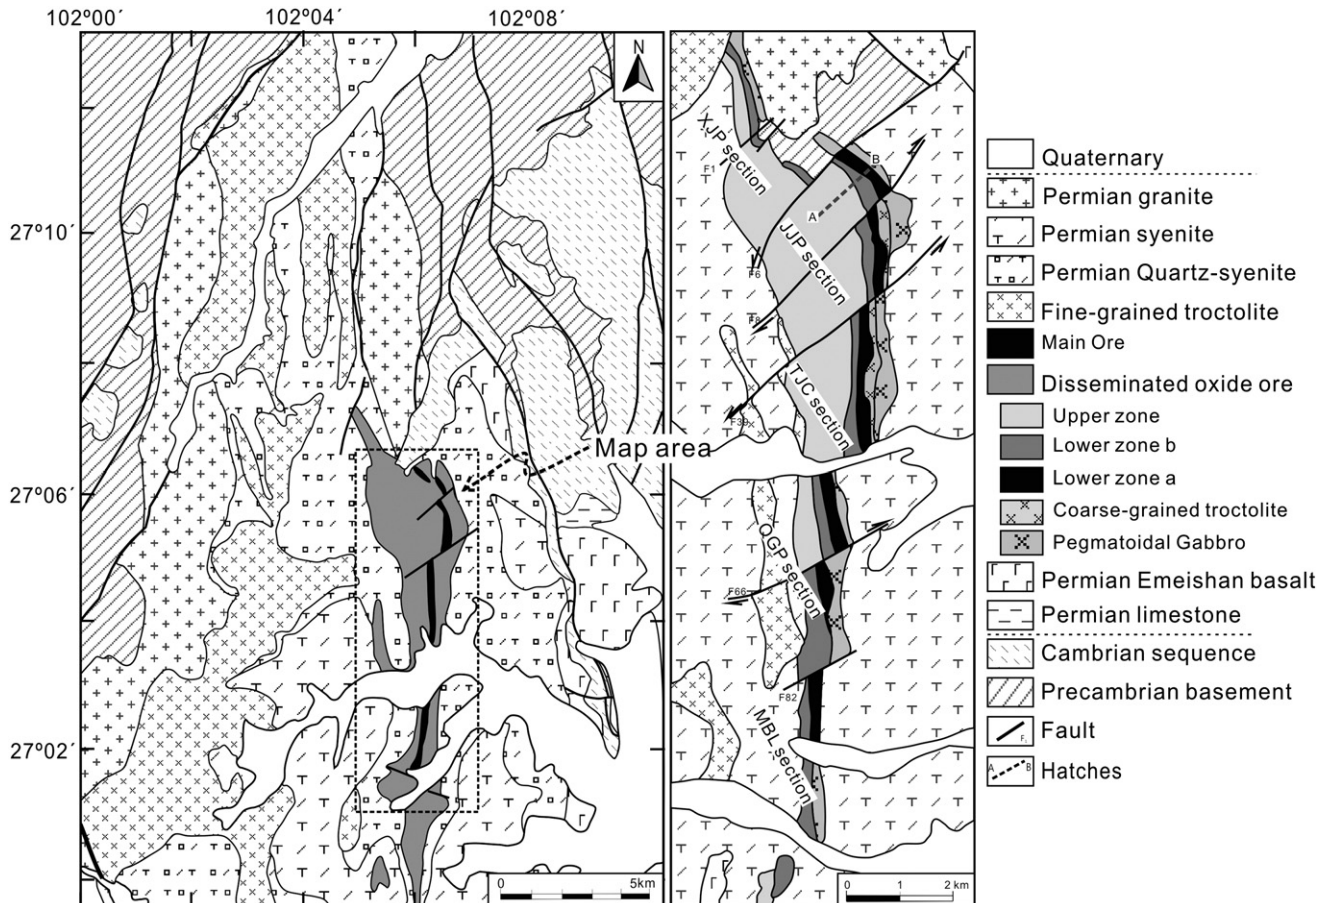 102º00´
102º04´
102º08´
27º10´
27º06´
27º02´
N
Map area
0
5km
XJP section
JJP section
TJC section
QGP section
MBL section
A
B
F1
F6
F8
F39
F66
F82
0
1
2 km
Quaternary
Permian granite
Permian syenite
Permian Quartz-syenite
Fine-grained troctolite
Main Ore
Disseminated oxide ore
Upper zone
Lower zone b
Lower zone a
Coarse-grained troctolite
Pegmatoidal Gabbro
Permian Emeishan basalt
Permian limestone
Cambrian sequence
Precambrian basement
Fault
A
B
Hatches